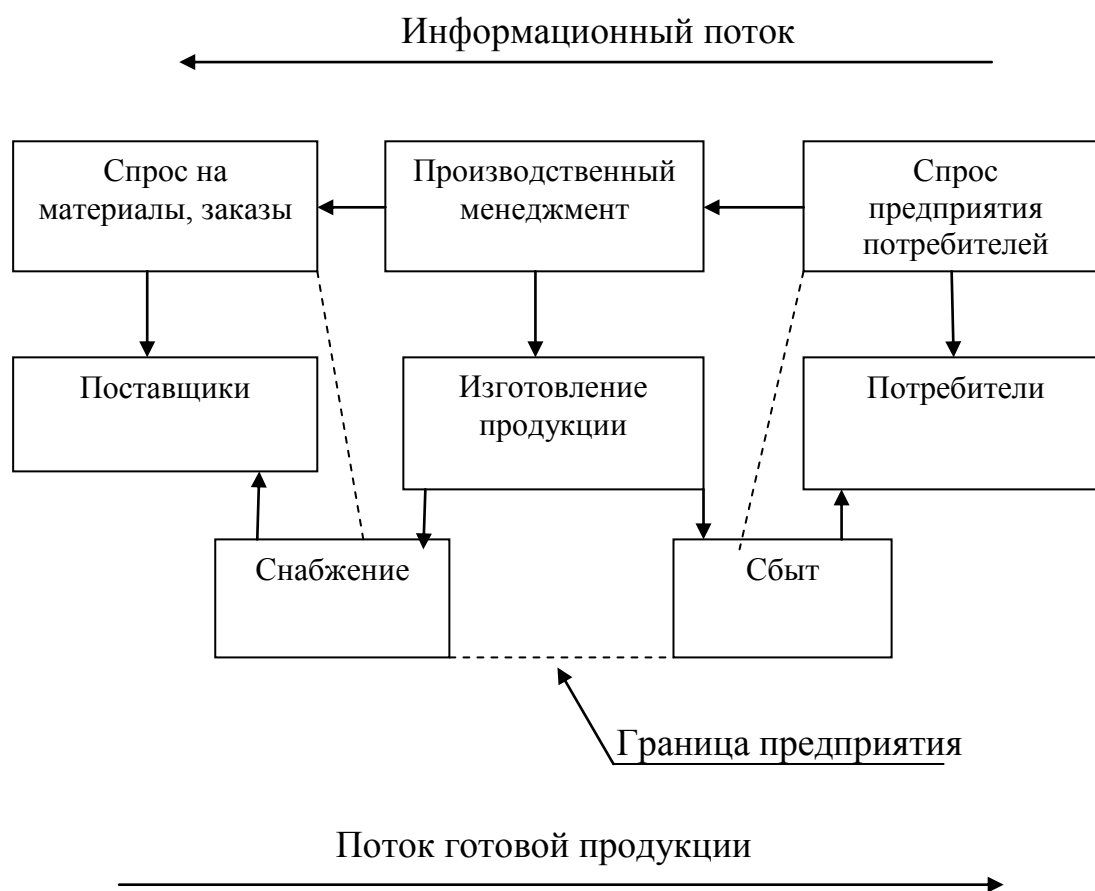 Информационный поток
Спрос на
материалы, заказы
Производственный
менеджмент
Спрос
предприятия
потребителей
Поставщики
Изготовление
продукции
Потребители
Снабжение
Сбыт
Граница предприятия
Поток готовой продукции